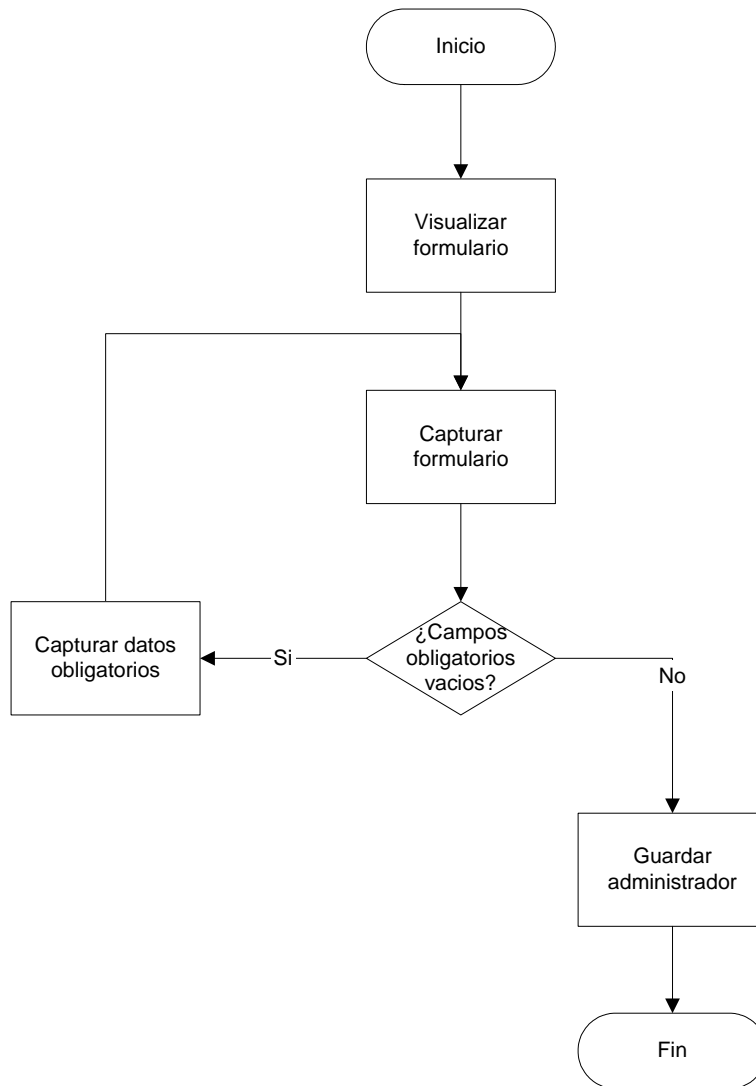 Inicio
Visualizar
formulario
Capturar
formulario
¿Campos
obligatorios
vacios?
Si
Capturar datos
obligatorios
No
Guardar
administrador
Fin